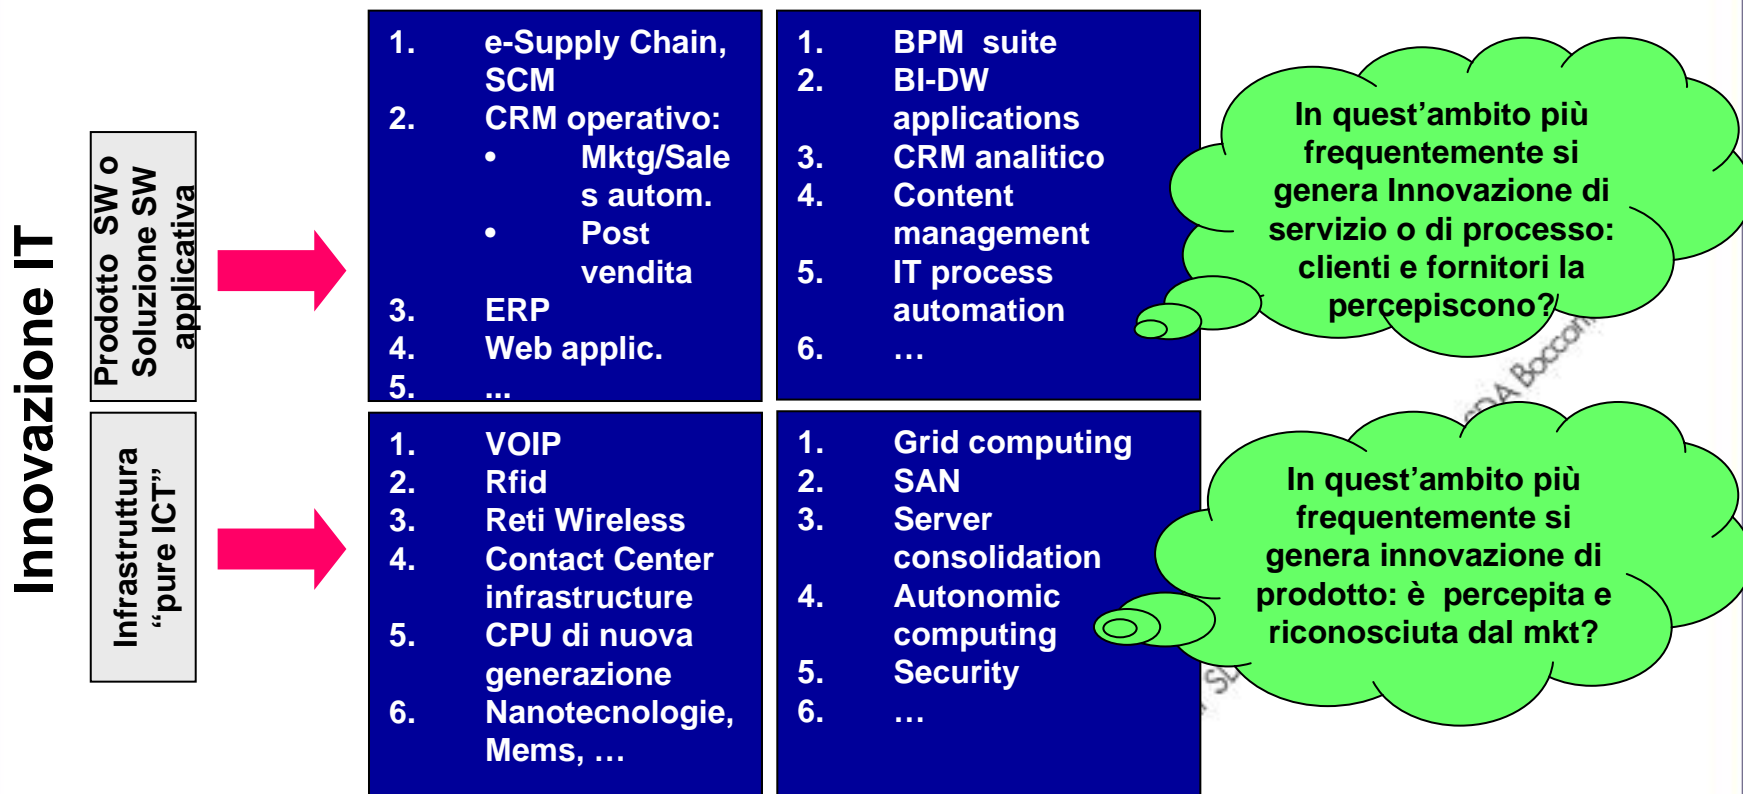 Innovazione IT
Prodotto SW o
Soluzione SW
applicativa
1. e-Supply Chain,
SCM
2. CRM operativo:
• Mktg/Sale
s autom.
• Post
vendita
3. ERP
4. Web applic.
5. ...
1. BPM suite
2. BI-DW
applications
3. CRM analitico
4. Content
management
5. IT process
automation
6. …
In quest’ambito più
frequentemente si
genera Innovazione di
servizio o di processo:
clienti e fornitori la
percepiscono?
Infrastruttura
“pure ICT”
1. VOIP
2. Rfid
3. Reti Wireless
4. Contact Center
infrastructure
5. CPU di nuova
generazione
6. Nanotecnologie,
Mems, …
1. Grid computing
2. SAN
3. Server
consolidation
4. Autonomic
computing
5. Security
6. …
In quest’ambito più
frequentemente si
genera innovazione di
prodotto: è percepita e
riconosciuta dal mkt?